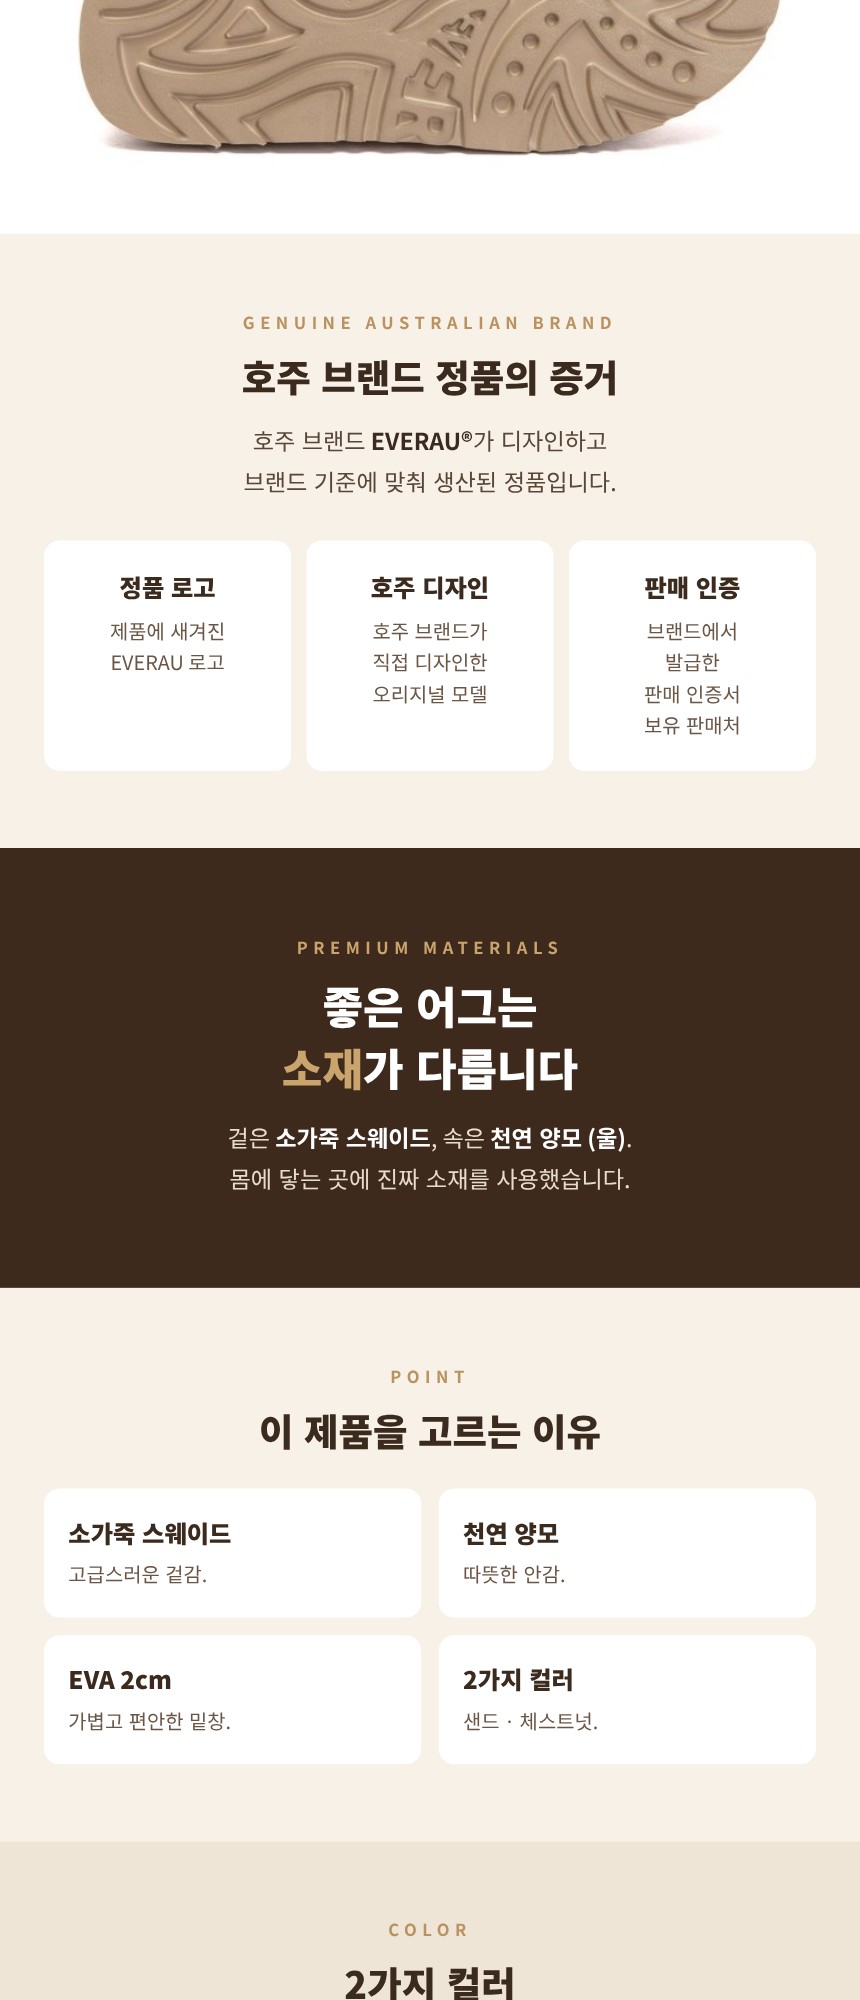 GENUINE AUSTRALIAN BRAND
호주 브랜드 정품의 증거
호주 브랜드 EVERAU®가 디자인하고
브랜드 기준에 맞춰 생산된 정품입니다.
정품 로고
제품에 새겨진
EVERAU 로고
호주 디자인
호주 브랜드가
직접 디자인한
오리지널 모델
판매 인증
브랜드에서
발급한
판매 인증서
보유 판매처
PREMIUM MATERIALS
좋은 어그는
소재가 다릅니다
겉은 소가죽 스웨이드, 속은 천연 양모 (울).
몸에 닿는 곳에 진짜 소재를 사용했습니다.
POINT
이 제품을 고르는 이유
소가죽 스웨이드
고급스러운 겉감.
천연 양모
따뜻한 안감.
EVA 2cm
가볍고 편안한 밑창.
2가지 컬러
샌드 · 체스트넛.
COLOR
2가지 컬러